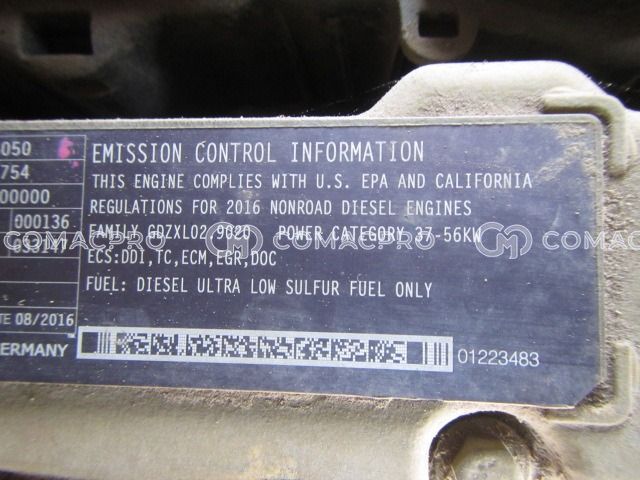 050
754
00000
000136
EMISSION CONTROL INFORMATION
THIS ENGINE COMPLIES WITH U.S. EPA AND CALIFORNIA
REGULATIONS FOR 2016 NONROAD DIESEL ENGINES
FAMILY GDZXL02.9020 POWER CATEGORY 37-56KW
ECS:DDI,TC,ECM,EGR,DOC
FUEL: DIESEL ULTRA LOW SULFUR FUEL ONLY
08/2016
GERMANY
01223483
COMACPRO COMACPRO COMAC